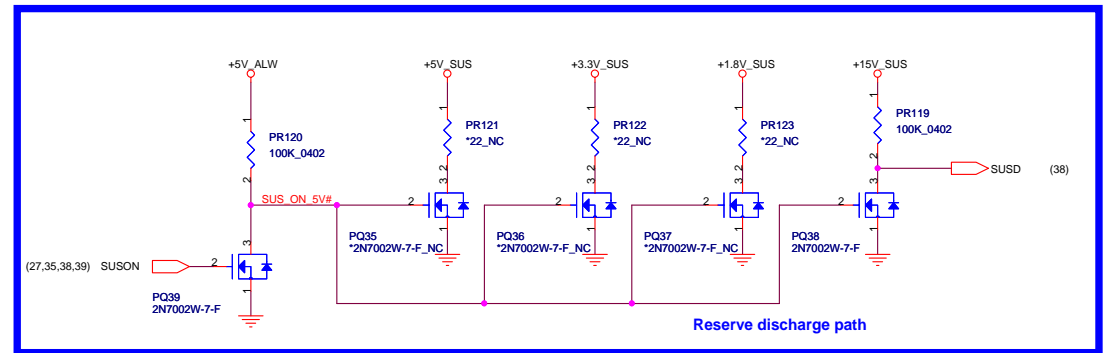 +5V_ALW +5V_SUS +3.3V_SUS +1.8V_SUS +15V_SUS
1 1 1 1 1
PR120
100K_0402
PR121
*22_NC
PR122
*22_NC
PR123
*22_NC
PR119
100K_0402
2 2 2 2 2
SUSD (38)
SUS_ON_5V#
3 3 3 3 3
2 2 2 2
PQ35
*2N7002W-7-F_NC
PQ36
*2N7002W-7-F_NC
PQ37
*2N7002W-7-F_NC
PQ38
2N7002W-7-F
1 1 1 1
(27,35,38,39) SUSON 2
PQ39
2N7002W-7-F
1
Reserve discharge path